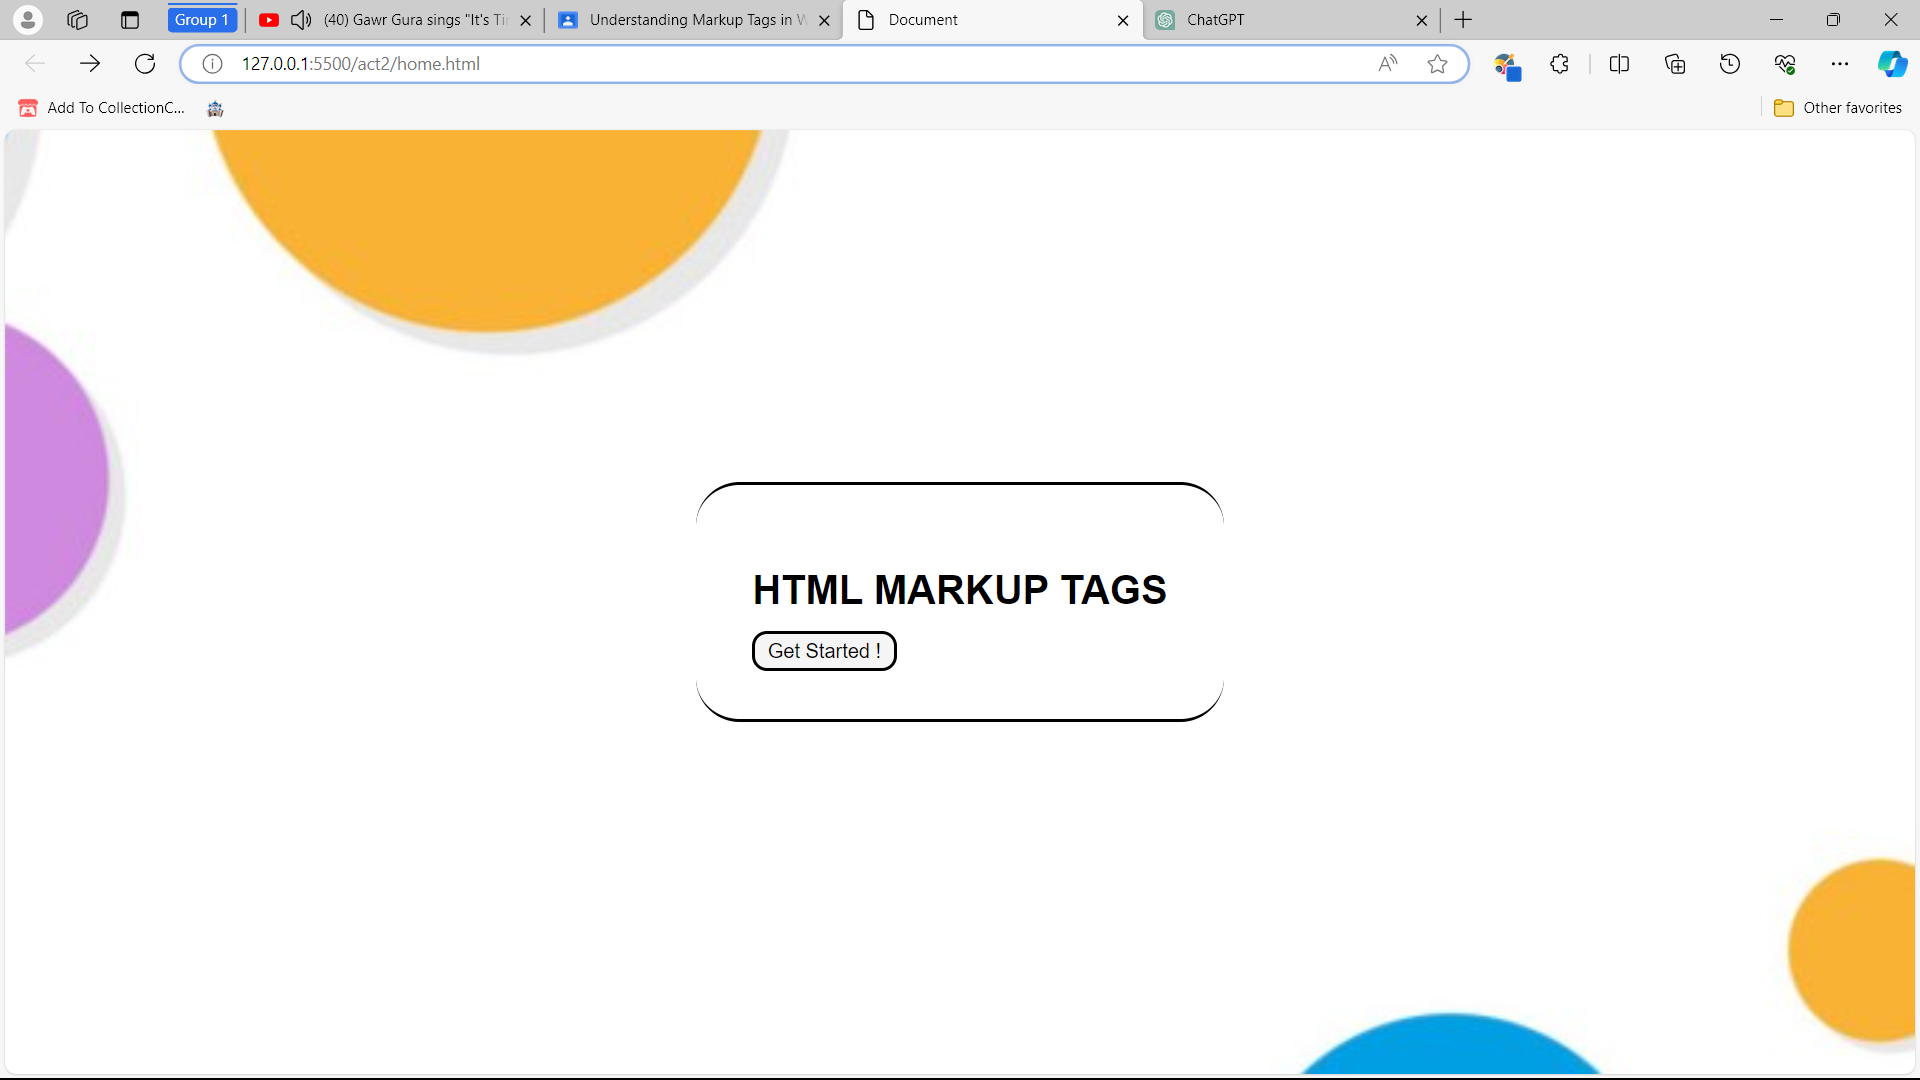 Group 1
(40) Gawr Gura sings "It's Ti
Understanding Markup Tags in W
Document
ChatGPT
127.0.0.1:5500/act2/home.html
Add To CollectionC...
Other favorites
HTML MARKUP TAGS
Get Started !